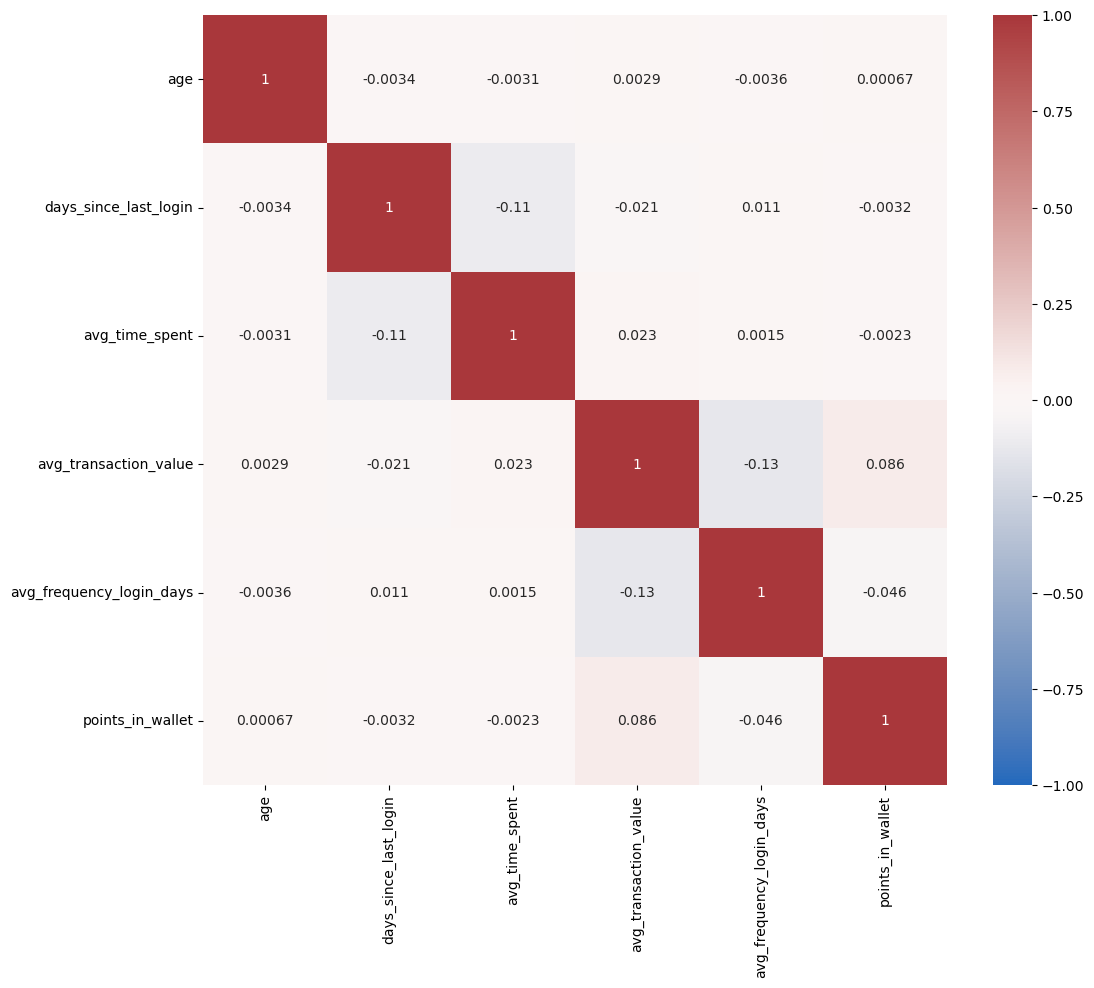 age 1 -0.0034 -0.0031 0.0029 -0.0036 0.00067
days_since_last_login -0.0034 1 -0.11 -0.021 0.011 -0.0032
avg_time_spent -0.0031 -0.11 1 0.023 0.0015 -0.0023
avg_transaction_value 0.0029 -0.021 0.023 1 -0.13 0.086
avg_frequency_login_days -0.0036 0.011 0.0015 -0.13 1 -0.046
points_in_wallet 0.00067 -0.0032 -0.0023 0.086 -0.046 1
age
days_since_last_login
avg_time_spent
avg_transaction_value
avg_frequency_login_days
points_in_wallet
1.00
0.75
0.50
0.25
0.00
−0.25
−0.50
−0.75
−1.00